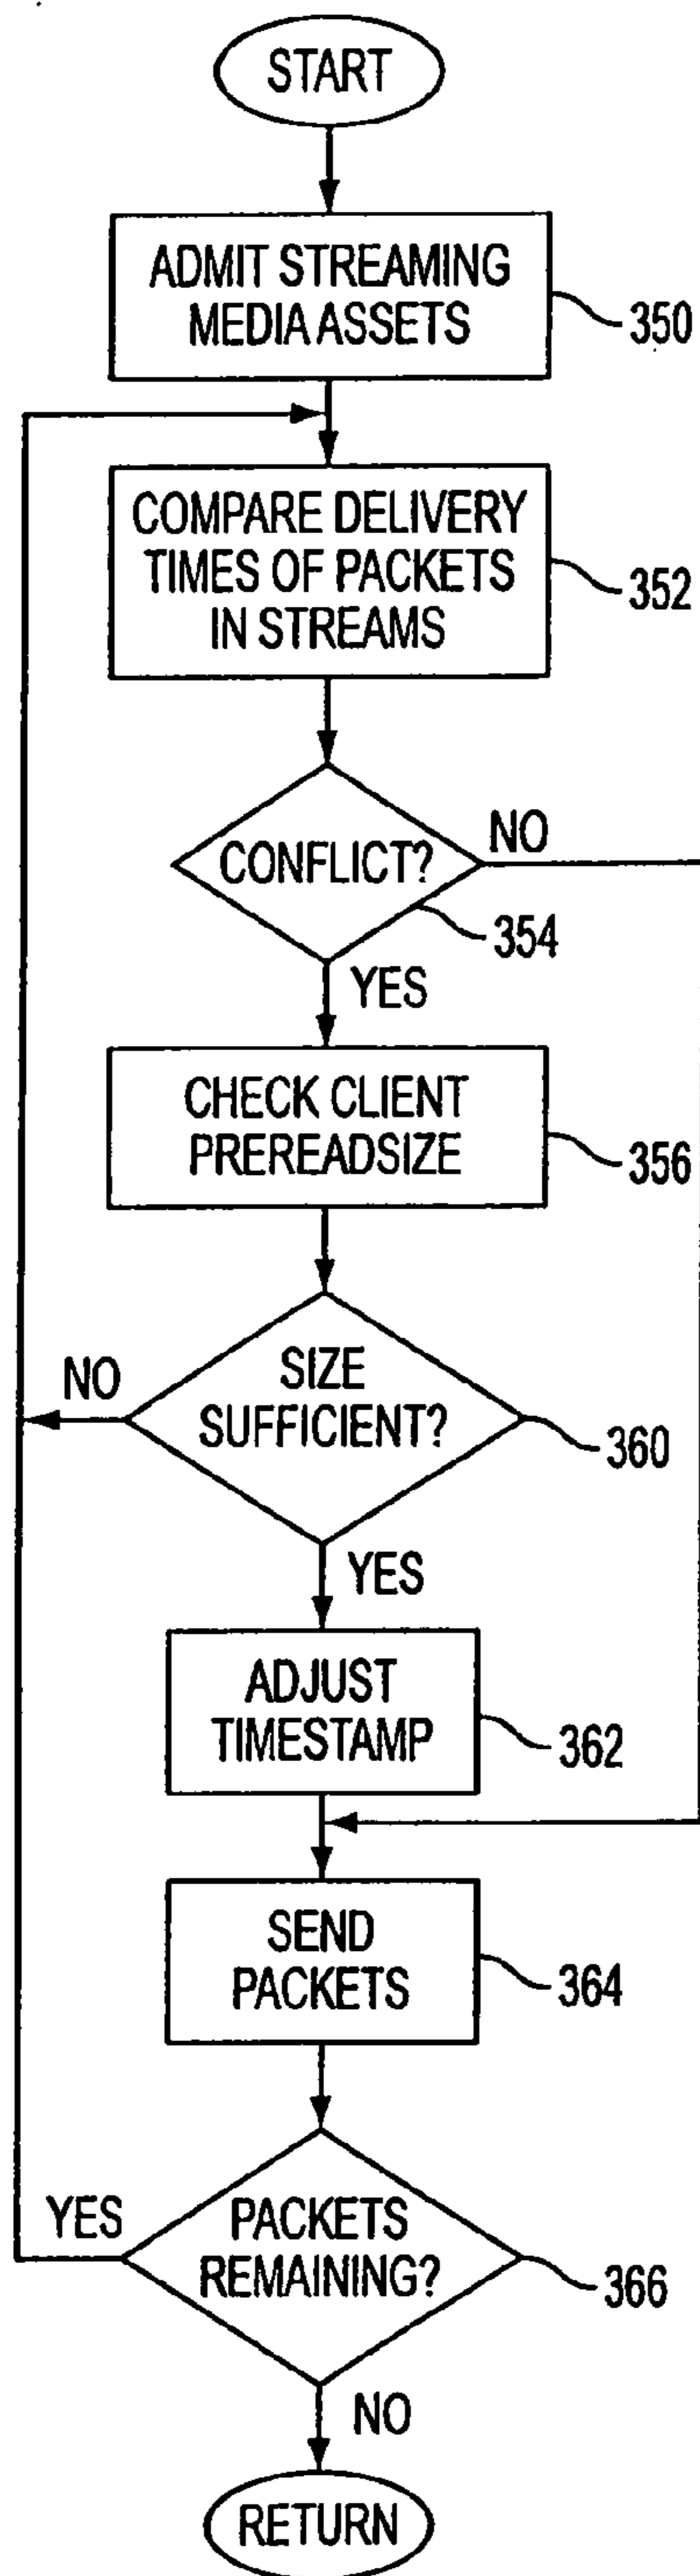 START
ADMIT STREAMING
MEDIA ASSETS
350
COMPARE DELIVERY
TIMES OF PACKETS
IN STREAMS
352
CONFLICT?
NO
354
YES
CHECK CLIENT
PREREADSIZE
356
SIZE
SUFFICIENT?
NO
360
YES
ADJUST
TIMESTAMP
362
SEND
PACKETS
364
PACKETS
REMAINING?
YES
366
NO
RETURN